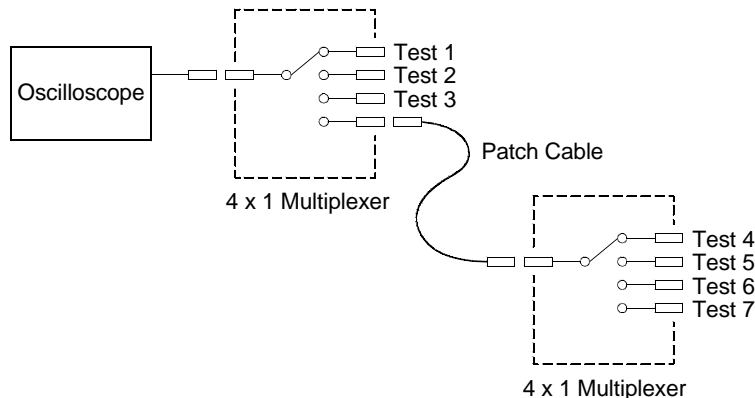 Oscilloscope
Test 1
Test 2
Test 3
4 x 1 Multiplexer
Patch Cable
Test 4
Test 5
Test 6
Test 7
4 x 1 Multiplexer